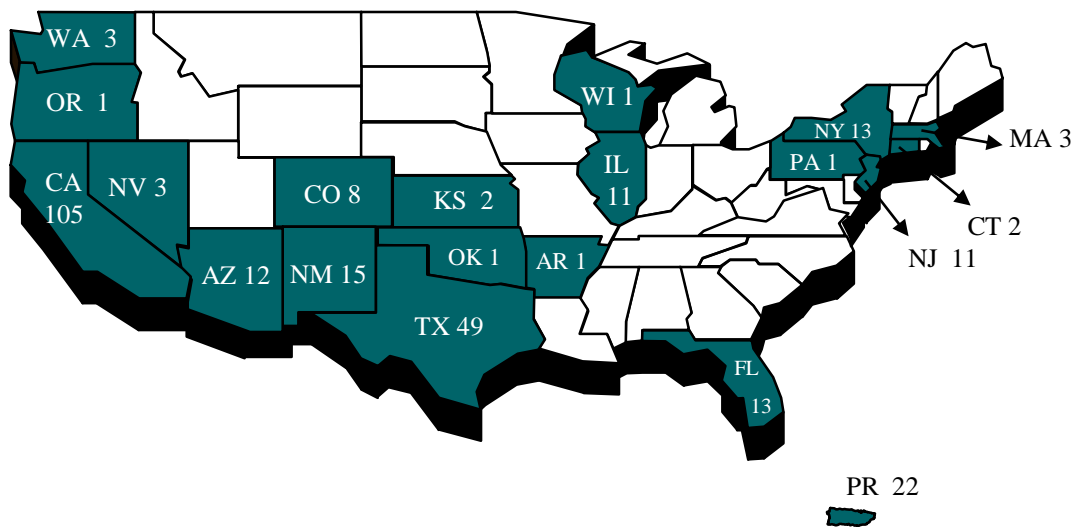 WA 3
OR 1
CA
105
NV 3
CO 8
KS 2
AZ 12
NM 15
OK 1
AR 1
TX 49
WI 1
IL
11
NY 13
PA 1
MA 3
CT 2
NJ 11
FL
13
PR 22